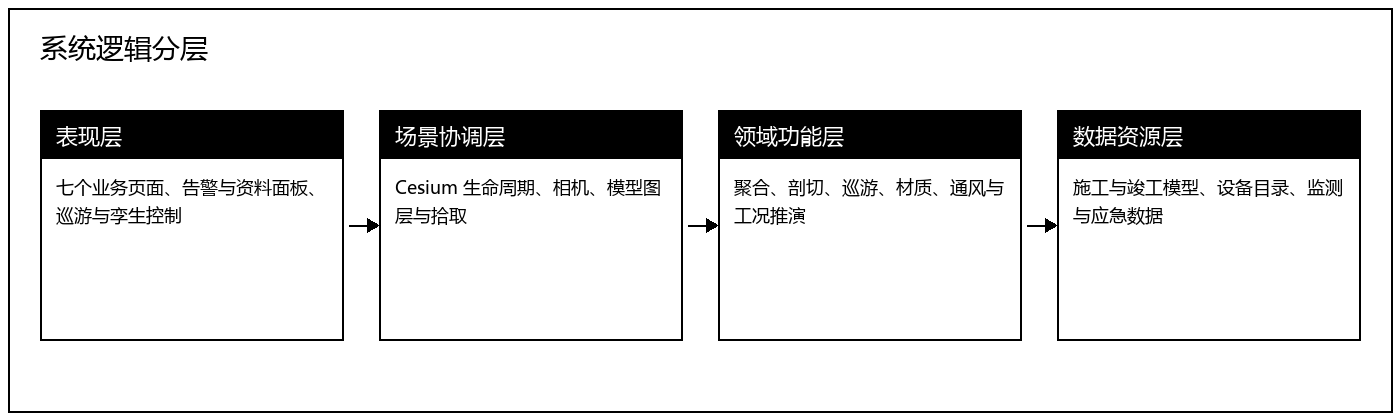 系统逻辑分层
表现层
七个业务页面、告警与资料面板、
巡游与孪生控制
场景协调层
Cesium 生命周期、相机、模型图
层与拾取
领域功能层
聚合、剖切、巡游、材质、通风与
工况推演
数据资源层
施工与竣工模型、设备目录、监测
与应急数据